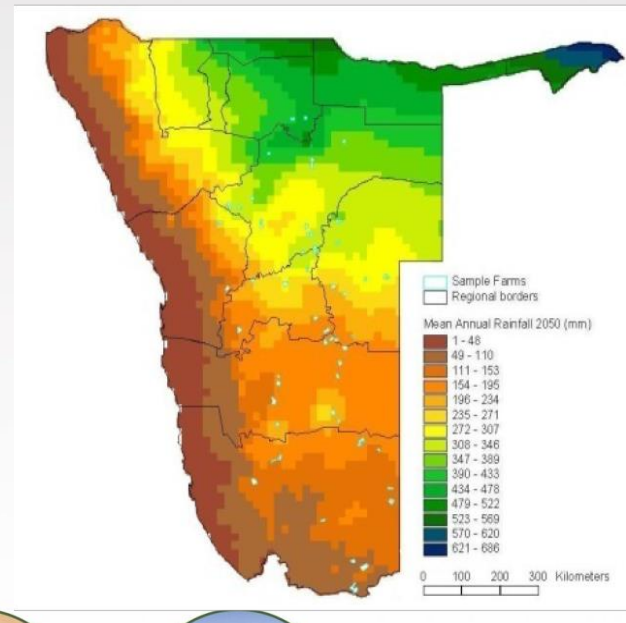 Sample Farms
Regional borders
Mean Annual Rainfall 2050 (mm)
1 - 48
49 - 110
111 - 153
154 - 195
196 - 234
235 - 271
272 - 307
308 - 346
347 - 389
390 - 433
434 - 478
479 - 522
523 - 569
570 - 620
621 - 686
0 100 200 300 Kilometers